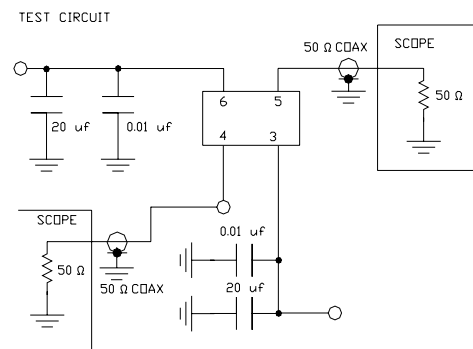 TEST CIRCUIT
50 Ω COAX
SCOPE
50 Ω
6 5
4 3
20 uf
0.01 uf
SCOPE
50 Ω
50 Ω COAX
0.01 uf
20 uf